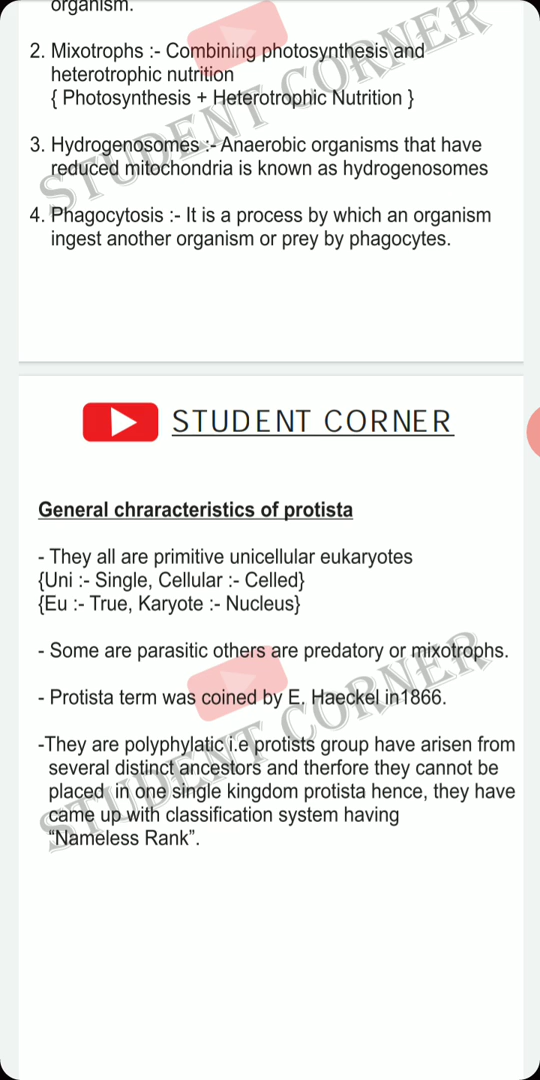 organism.
2. Mixotrophs :- Combining photosynthesis and
heterotrophic nutrition
{ Photosynthesis + Heterotrophic Nutrition }
3. Hydrogenosomes :- Anaerobic organisms that have
reduced mitochondria is known as hydrogenosomes
4. Phagocytosis :- It is a process by which an organism
ingest another organism or prey by phagocytes.
STUDENT CORNER
STUDENT CORNER
General chraracteristics of protista
- They all are primitive unicellular eukaryotes
{Uni :- Single, Cellular :- Celled}
{Eu :- True, Karyote :- Nucleus}
- Some are parasitic others are predatory or mixotrophs.
- Protista term was coined by E. Haeckel in1866.
-They are polyphylatic i.e protists group have arisen from
several distinct ancestors and therfore they cannot be
placed in one single kingdom protista hence, they have
came up with classification system having
“Nameless Rank”.
STUDENT CORNER